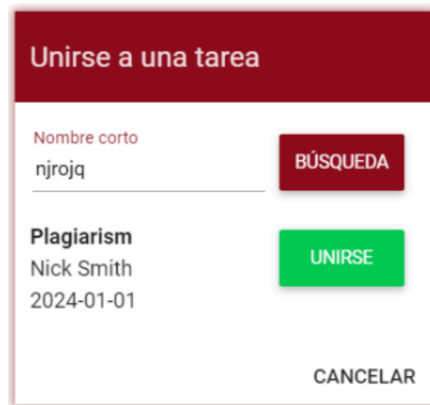 Unirse a una tarea
Nombre corto
njrojq
BÚSQUEDA
Plagiarism
Nick Smith
2024-01-01
UNIRSE
CANCELAR